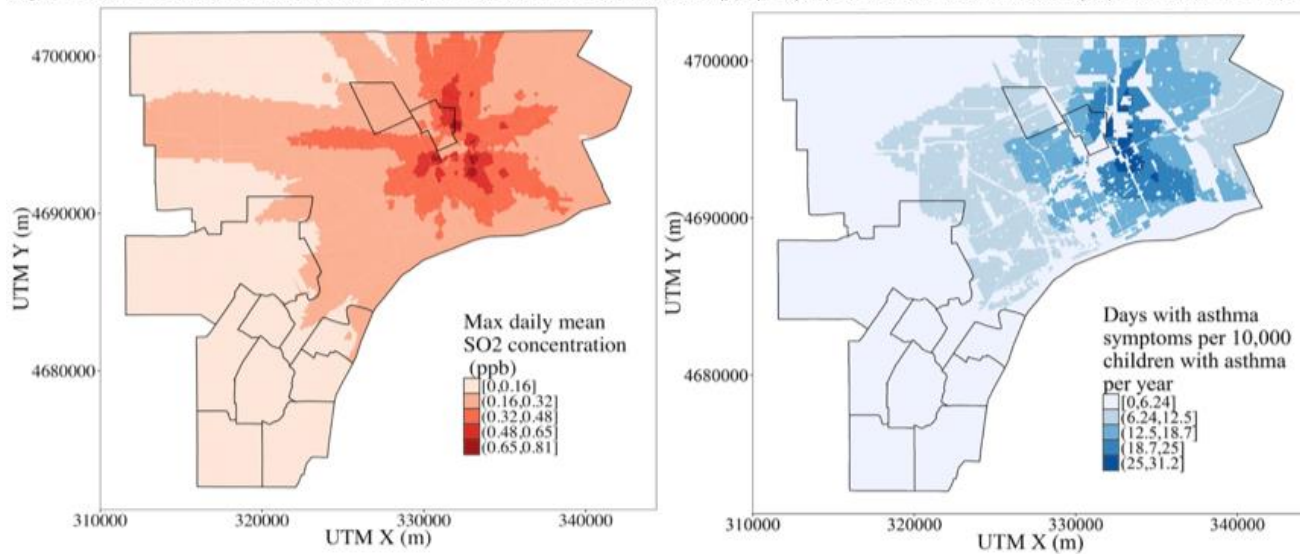 4700000
4690000
4680000
UTM Y (m)
310000
320000
330000
340000
UTM X (m)
Max daily mean
SO2 concentration
(ppb)
[0,0.16]
(0.16,0.32]
(0.32,0.48]
(0.48,0.65]
(0.65,0.81]
4700000
4690000
4680000
UTM Y (m)
310000
320000
330000
340000
UTM X (m)
Days with asthma
symptoms per 10,000
children with asthma
per year
[0,6.24]
(6.24,12.5]
(12.5,18.7]
(18.7,25]
(25,31.2]